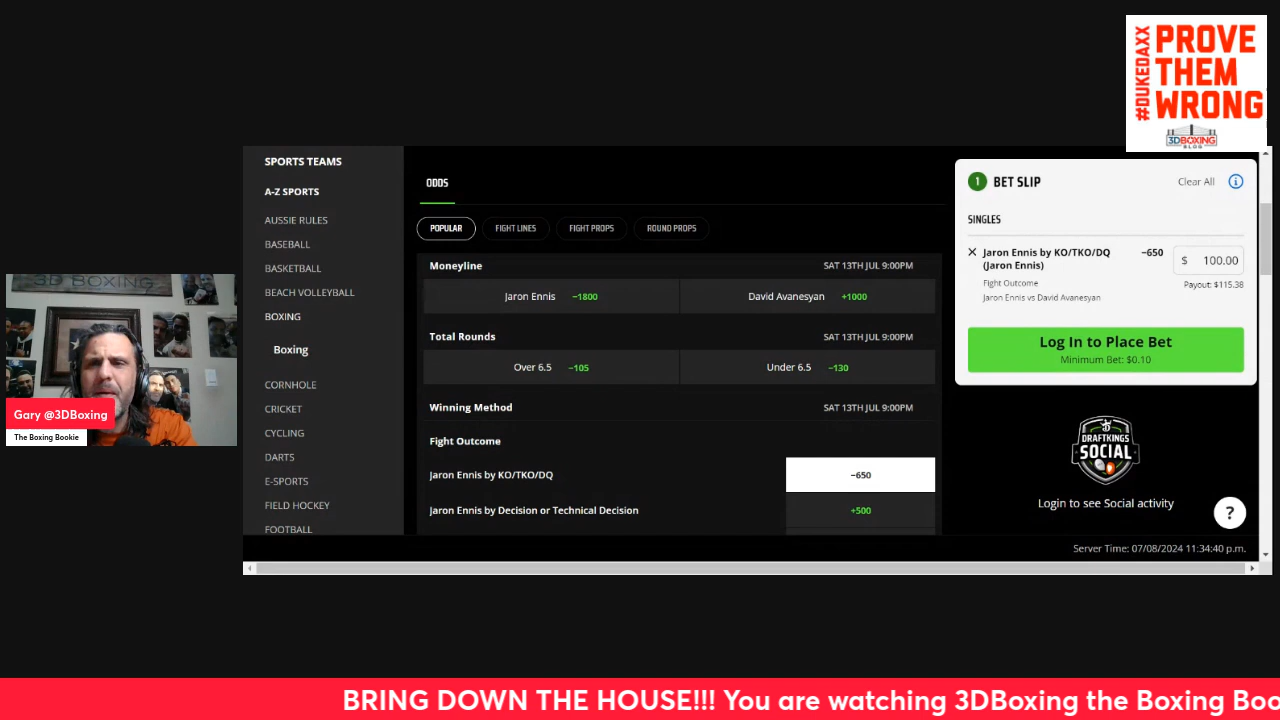 #DUKEDAXX
PROVE
THEM
WRONG
3DBOXING
BLOG
SPORTS TEAMS
A-Z SPORTS
AUSSIE RULES
BASEBALL
BASKETBALL
BEACH VOLLEYBALL
BOXING
Boxing
CORNHOLE
CRICKET
CYCLING
DARTS
E-SPORTS
FIELD HOCKEY
FOOTBALL
ODDS
POPULAR FIGHT LINES FIGHT PROPS ROUND PROPS
Moneyline SAT 13TH JUL 9:00PM
Jaron Ennis −1800 David Avanesyan +1000
Total Rounds SAT 13TH JUL 9:00PM
Over 6.5 −105 Under 6.5 −130
Winning Method SAT 13TH JUL 9:00PM
Fight Outcome
Jaron Ennis by KO/TKO/DQ −650
Jaron Ennis by Decision or Technical Decision +500
1 BET SLIP Clear All
SINGLES
Jaron Ennis by KO/TKO/DQ −650 $ 100.00
(Jaron Ennis)
Fight Outcome Payout: $115.38
Jaron Ennis vs David Avanesyan
Log In to Place Bet
Minimum Bet: $0.10
DRAFTKINGS
SOCIAL
Login to see Social activity
?
Server Time: 07/08/2024 11:34:40 p.m.
3D BOXING
Gary @3DBoxing
The Boxing Bookie
BRING DOWN THE HOUSE!!! You are watching 3DBoxing the Boxing Boo